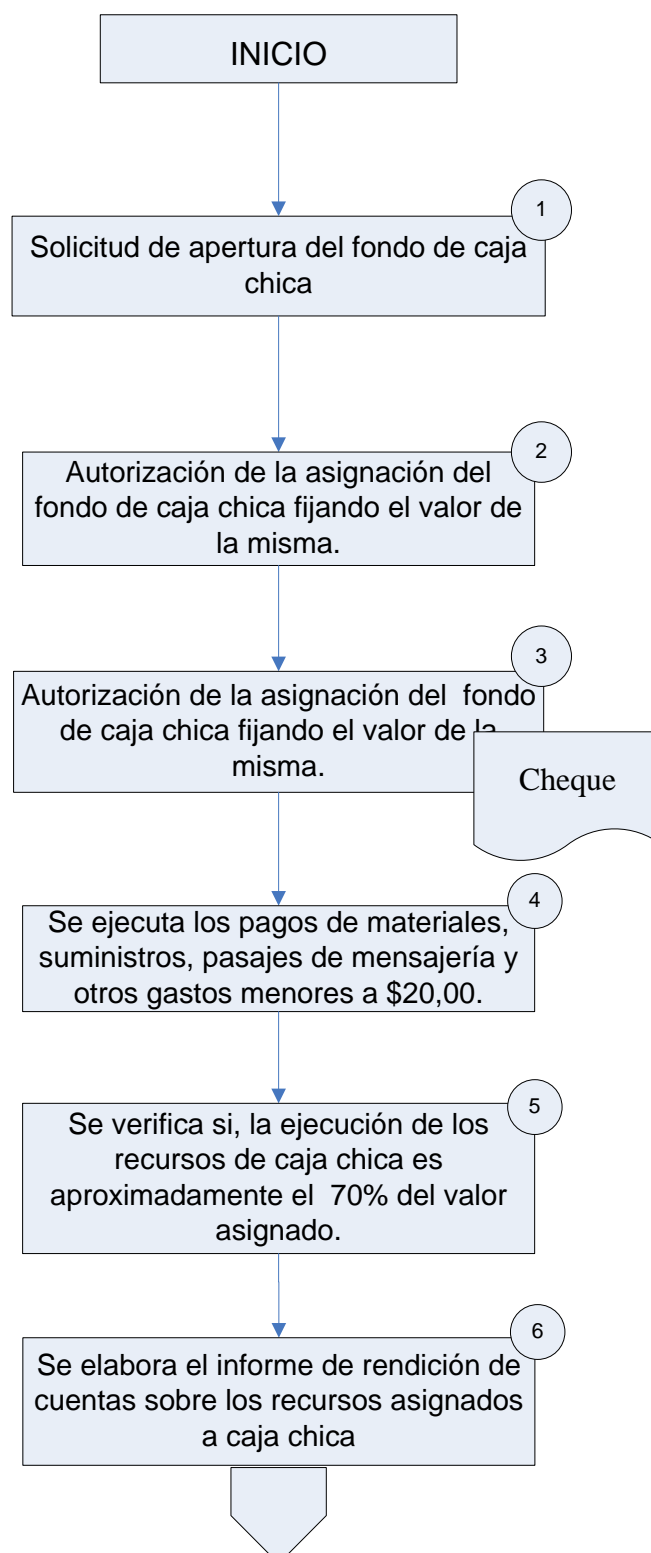 INICIO
1
Solicitud de apertura del fondo de caja
chica
2
Autorización de la asignación del
fondo de caja chica fijando el valor de
la misma.
3
Autorización de la asignación del  fondo
de caja chica fijando el valor de la
misma.
Cheque
4
Se ejecuta los pagos de materiales,
suministros, pasajes de mensajería y
otros gastos menores a $20,00.
5
Se verifica si, la ejecución de los
recursos de caja chica es
aproximadamente el  70% del valor
asignado.
6
Se elabora el informe de rendición de
cuentas sobre los recursos asignados
a caja chica